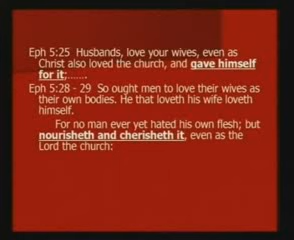 Eph 5:25 Husbands, love your wives, even as
Christ also loved the church, and gave himself
for it;......
Eph 5:28 - 29 So ought men to love their wives as
their own bodies. He that loveth his wife loveth
himself.
For no man ever yet hated his own flesh; but
nourisheth and cherisheth it, even as the
Lord the church: